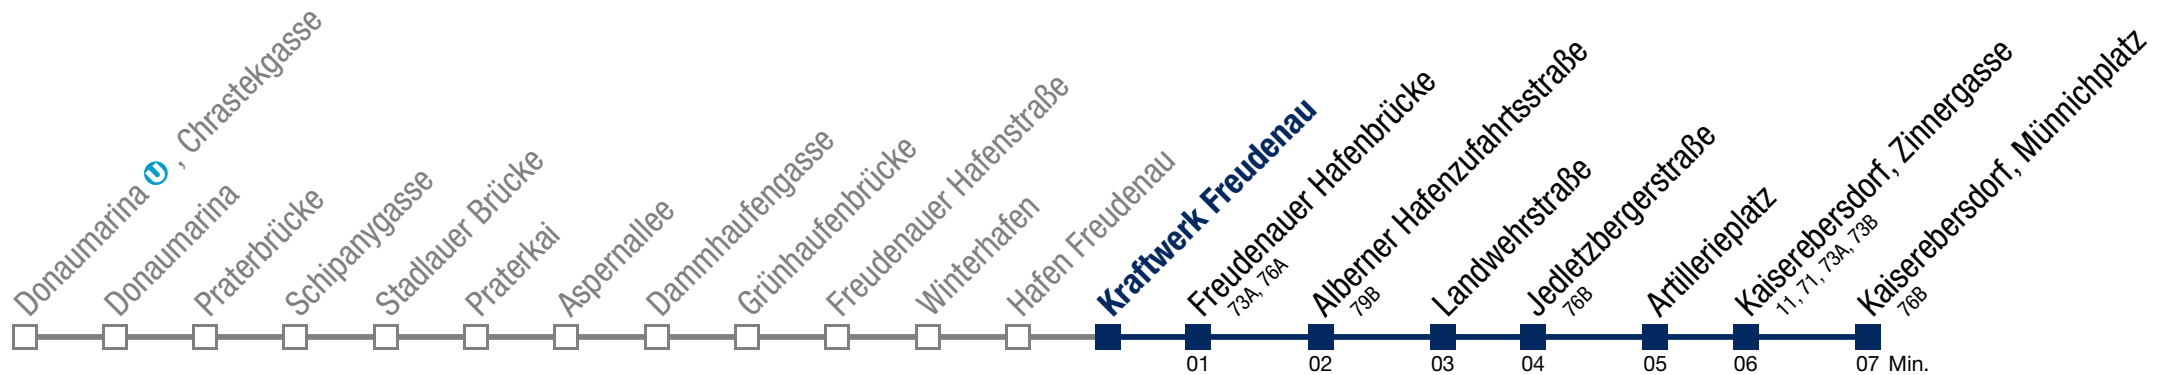 Donaumarina U, Chrastekgasse
Donaumarina
Praterbrücke
Schipanygasse
Stadlauer Brücke
Praterkai
Aspernallee
Dammhaufengasse
Grünhaufenbrücke
Freudenauer Hafenstraße
Winterhafen
Hafen Freudenau
Kraftwerk Freudenau
Freudenauer Hafenbrücke
73A, 76A
Alberner Hafenzufahrtsstraße
79B
Landwehrstraße
Jedletzbergerstraße
76B
Artillerieplatz
Kaiserebersdorf, Zinnergasse
11, 71, 73A, 73B
Kaiserebersdorf, Münnichplatz
76B
01 02 03 04 05 06 07 Min.